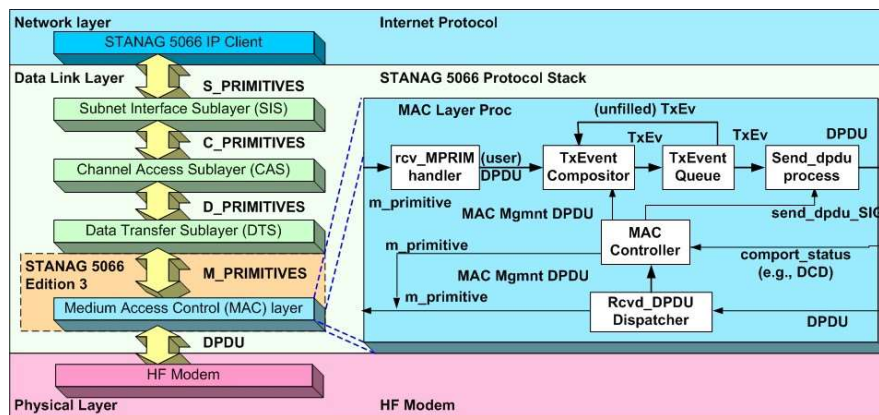 Network layer
Internet Protocol
STANAG 5066 IP Client
Data Link Layer
S_PRIMITIVES
STANAG 5066 Protocol Stack
Subnet Interface Sublayer (SIS)
C_PRIMITIVES
Channel Access Sublayer (CAS)
D_PRIMITIVES
Data Transfer Sublayer (DTS)
STANAG 5066
Edition 3
M_PRIMITIVES
Medium Access Control (MAC) layer
DPDU
HF Modem
Physical Layer
HF Modem
MAC Layer Proc
(unfilled) TxEv
TxEv
TxEv
DPDU
rcv_MPRIM
handler
(user)
DPDU
TxEvent
Compositor
TxEvent
Queue
Send_dpdu
process
m_primitive
MAC Mgmnt DPDU
send_dpdu_SIG
m_primitive
MAC
Controller
comport_status
(e.g., DCD)
MAC Mgmnt DPDU
m_primitive
Rcvd_DPDU
Dispatcher
DPDU